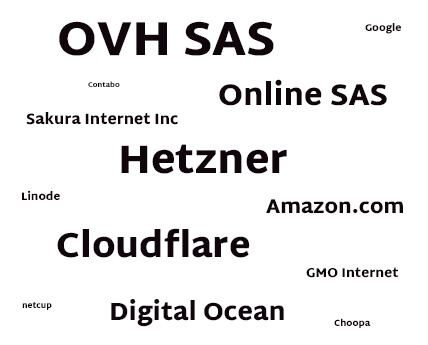 OVH SAS
Google
Contabo
Online SAS
Sakura Internet Inc
Hetzner
Linode
Amazon.com
Cloudflare
GMO Internet
netcup
Digital Ocean
Choopa